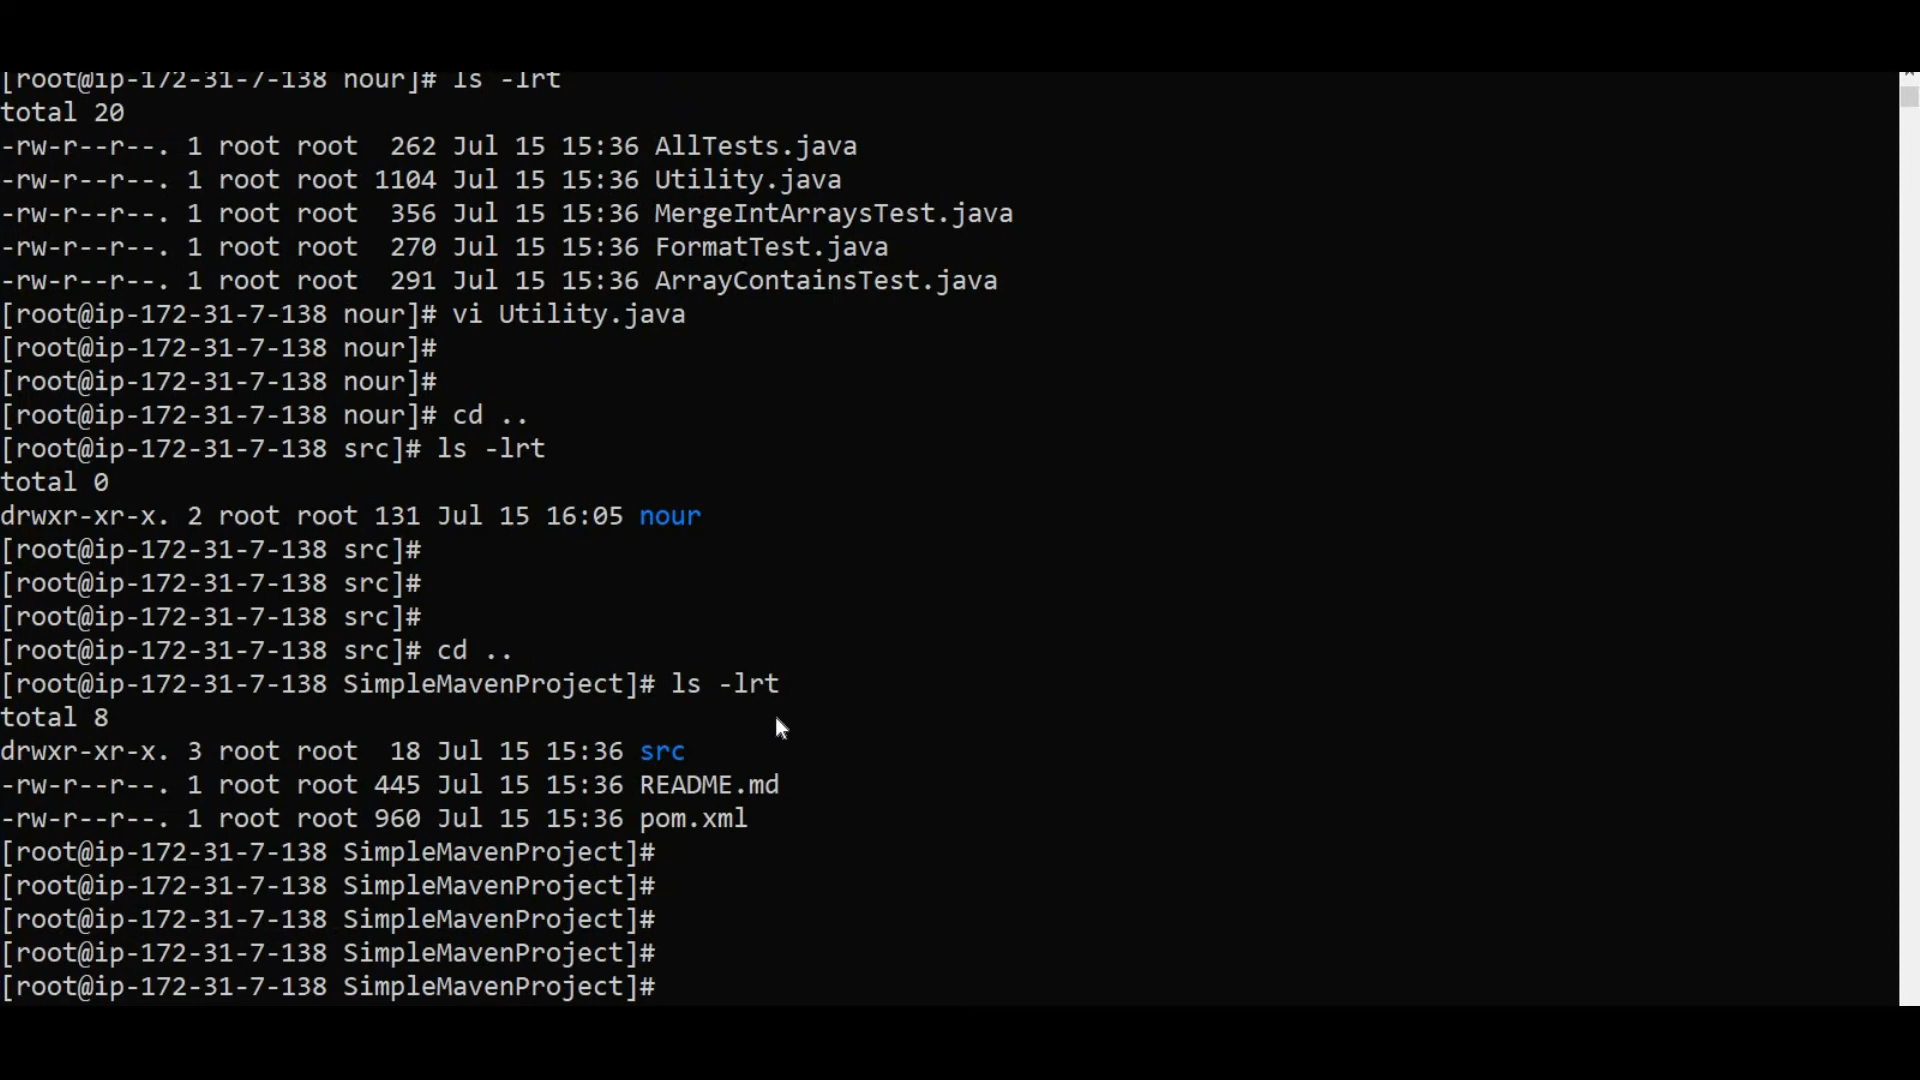 [root@ip-172-31-7-138 nour]# ls -lrt
total 20
-rw-r--r--. 1 root root  262 Jul 15 15:36 AllTests.java
-rw-r--r--. 1 root root 1104 Jul 15 15:36 Utility.java
-rw-r--r--. 1 root root  356 Jul 15 15:36 MergeIntArraysTest.java
-rw-r--r--. 1 root root  270 Jul 15 15:36 FormatTest.java
-rw-r--r--. 1 root root  291 Jul 15 15:36 ArrayContainsTest.java
[root@ip-172-31-7-138 nour]# vi Utility.java
[root@ip-172-31-7-138 nour]#
[root@ip-172-31-7-138 nour]#
[root@ip-172-31-7-138 nour]# cd ..
[root@ip-172-31-7-138 src]# ls -lrt
total 0
drwxr-xr-x. 2 root root 131 Jul 15 16:05 nour
[root@ip-172-31-7-138 src]#
[root@ip-172-31-7-138 src]#
[root@ip-172-31-7-138 src]#
[root@ip-172-31-7-138 src]# cd ..
[root@ip-172-31-7-138 SimpleMavenProject]# ls -lrt
total 8
drwxr-xr-x. 3 root root  18 Jul 15 15:36 src
-rw-r--r--. 1 root root 445 Jul 15 15:36 README.md
-rw-r--r--. 1 root root 960 Jul 15 15:36 pom.xml
[root@ip-172-31-7-138 SimpleMavenProject]#
[root@ip-172-31-7-138 SimpleMavenProject]#
[root@ip-172-31-7-138 SimpleMavenProject]#
[root@ip-172-31-7-138 SimpleMavenProject]#
[root@ip-172-31-7-138 SimpleMavenProject]#